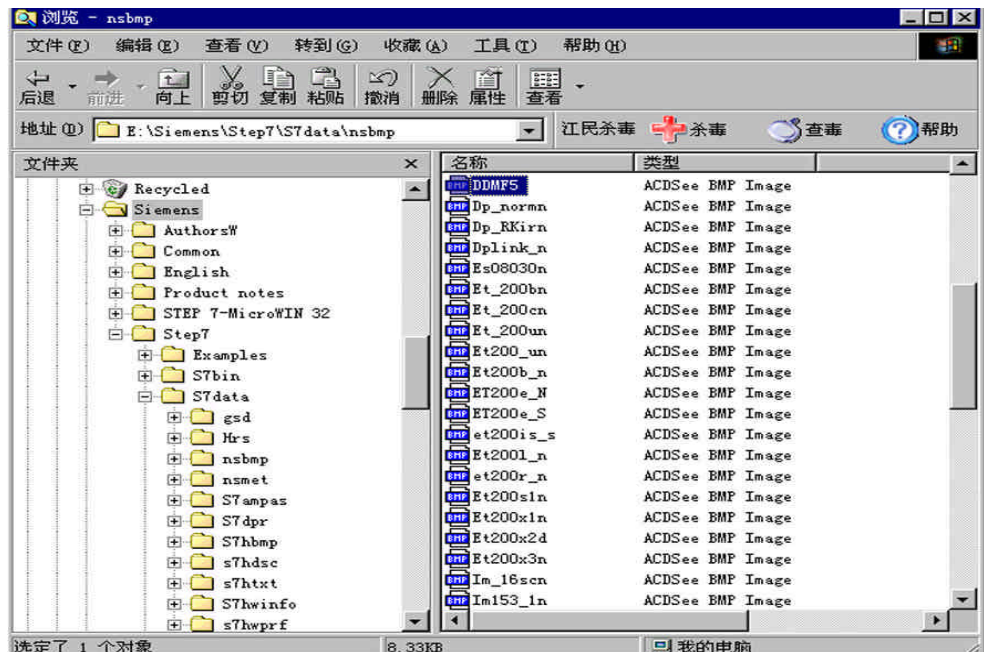 浏览 - nsbmp
文件(F) 编辑(E) 查看(V) 转到(G) 收藏(A) 工具(T) 帮助(H)
后退 前进 向上 剪切 复制 粘贴 撤消 删除 属性 查看
地址(D) E:\Siemens\Step7\S7data\nsbmp 江民杀毒 杀毒 查毒 帮助
文件夹
Recycled
Siemens
AuthorsW
Common
English
Product notes
STEP 7-MicroWIN 32
Step7
Examples
S7bin
S7data
gsd
Hrs
nsbmp
nsmet
S7ampas
S7dpr
S7hbmp
s7hdsc
s7htxt
S7hwinfo
s7hwprf
名称 类型
DDMF5 ACDSee BMP Image
Dp_normn ACDSee BMP Image
Dp_RKirn ACDSee BMP Image
Dplink_n ACDSee BMP Image
Es08030n ACDSee BMP Image
Et_200bn ACDSee BMP Image
Et_200cn ACDSee BMP Image
Et_200un ACDSee BMP Image
Et200_un ACDSee BMP Image
Et200b_n ACDSee BMP Image
ET200e_N ACDSee BMP Image
ET200e_S ACDSee BMP Image
et200is_s ACDSee BMP Image
Et200l_n ACDSee BMP Image
et200r_n ACDSee BMP Image
Et200s1n ACDSee BMP Image
Et200x1n ACDSee BMP Image
Et200x2d ACDSee BMP Image
Et200x3n ACDSee BMP Image
Im_16scn ACDSee BMP Image
Im153_1n ACDSee BMP Image
选定了 1 个对象 8.33KB 我的电脑